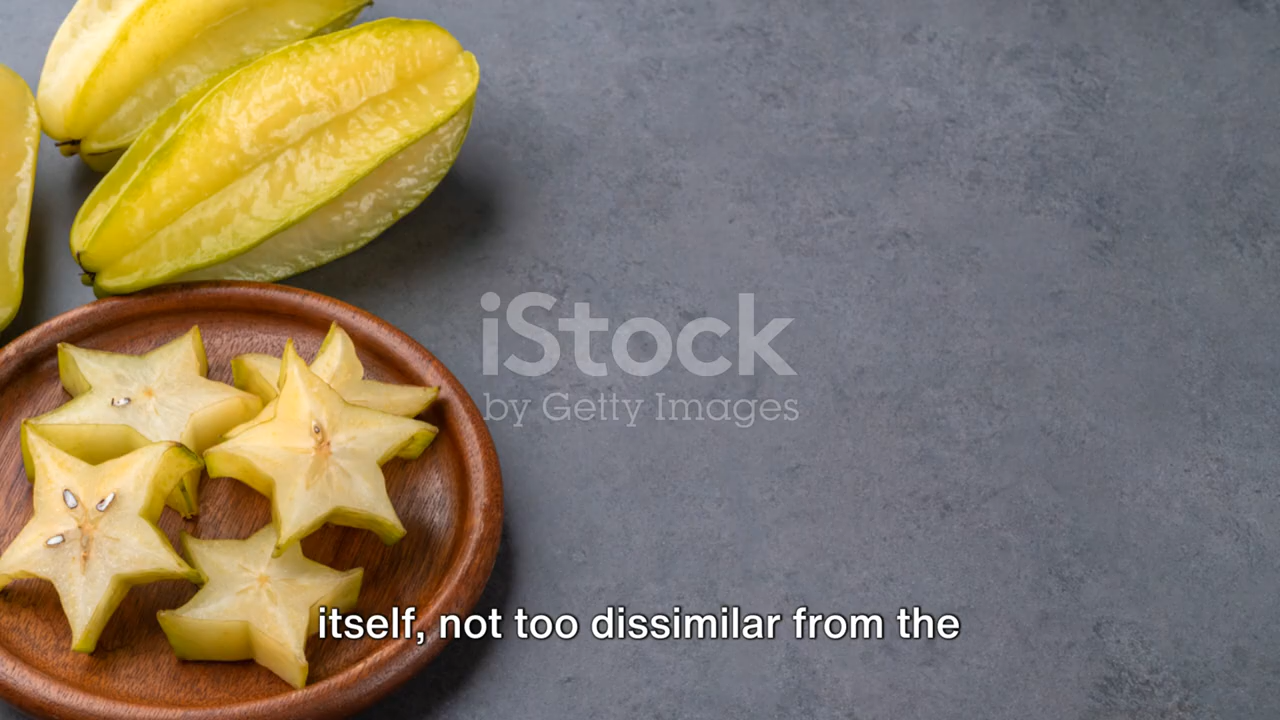 iStock
by Getty Images
itself, not too dissimilar from the